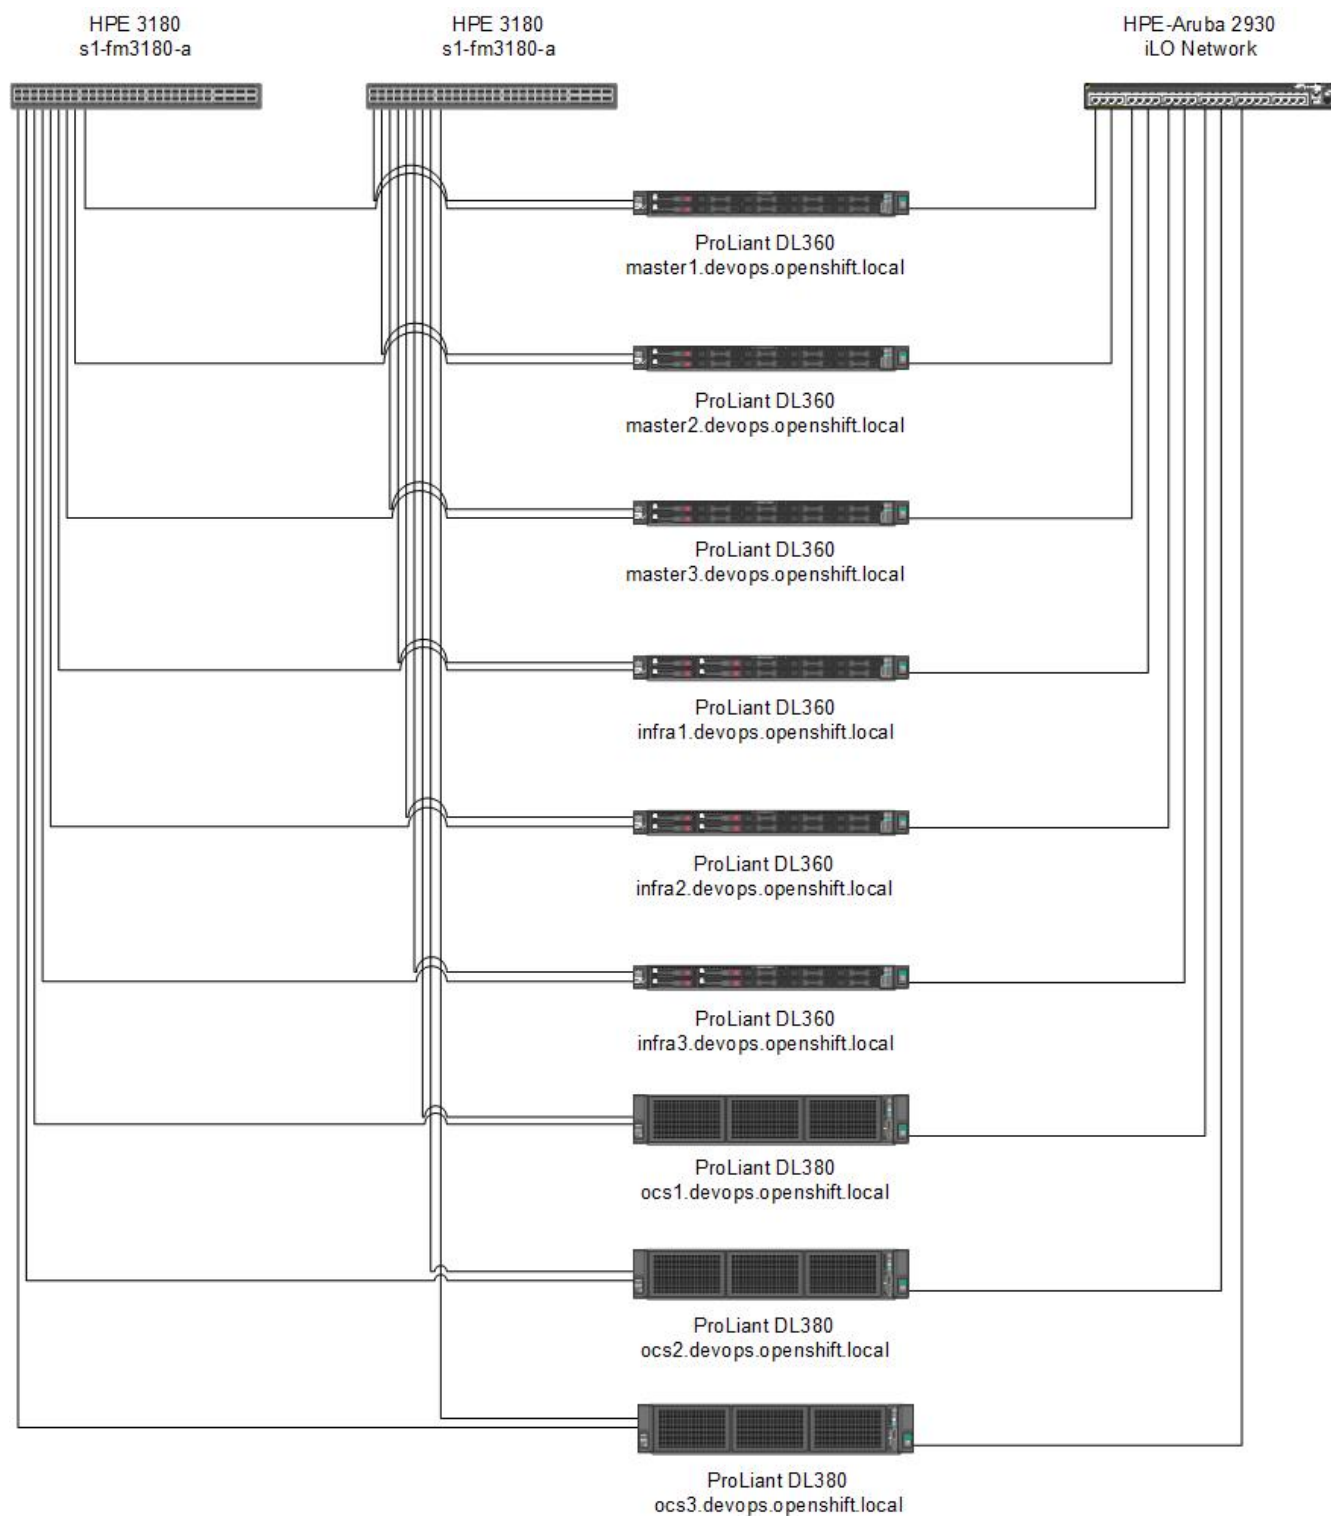 HPE 3180
s1-fm3180-a
HPE 3180
s1-fm3180-a
HPE-Aruba 2930
iLO Network
ProLiant DL360
master1.devops.openshift.local
ProLiant DL360
master2.devops.openshift.local
ProLiant DL360
master3.devops.openshift.local
ProLiant DL360
infra1.devops.openshift.local
ProLiant DL360
infra2.devops.openshift.local
ProLiant DL360
infra3.devops.openshift.local
ProLiant DL380
ocs1.devops.openshift.local
ProLiant DL380
ocs2.devops.openshift.local
ProLiant DL380
ocs3.devops.openshift.local